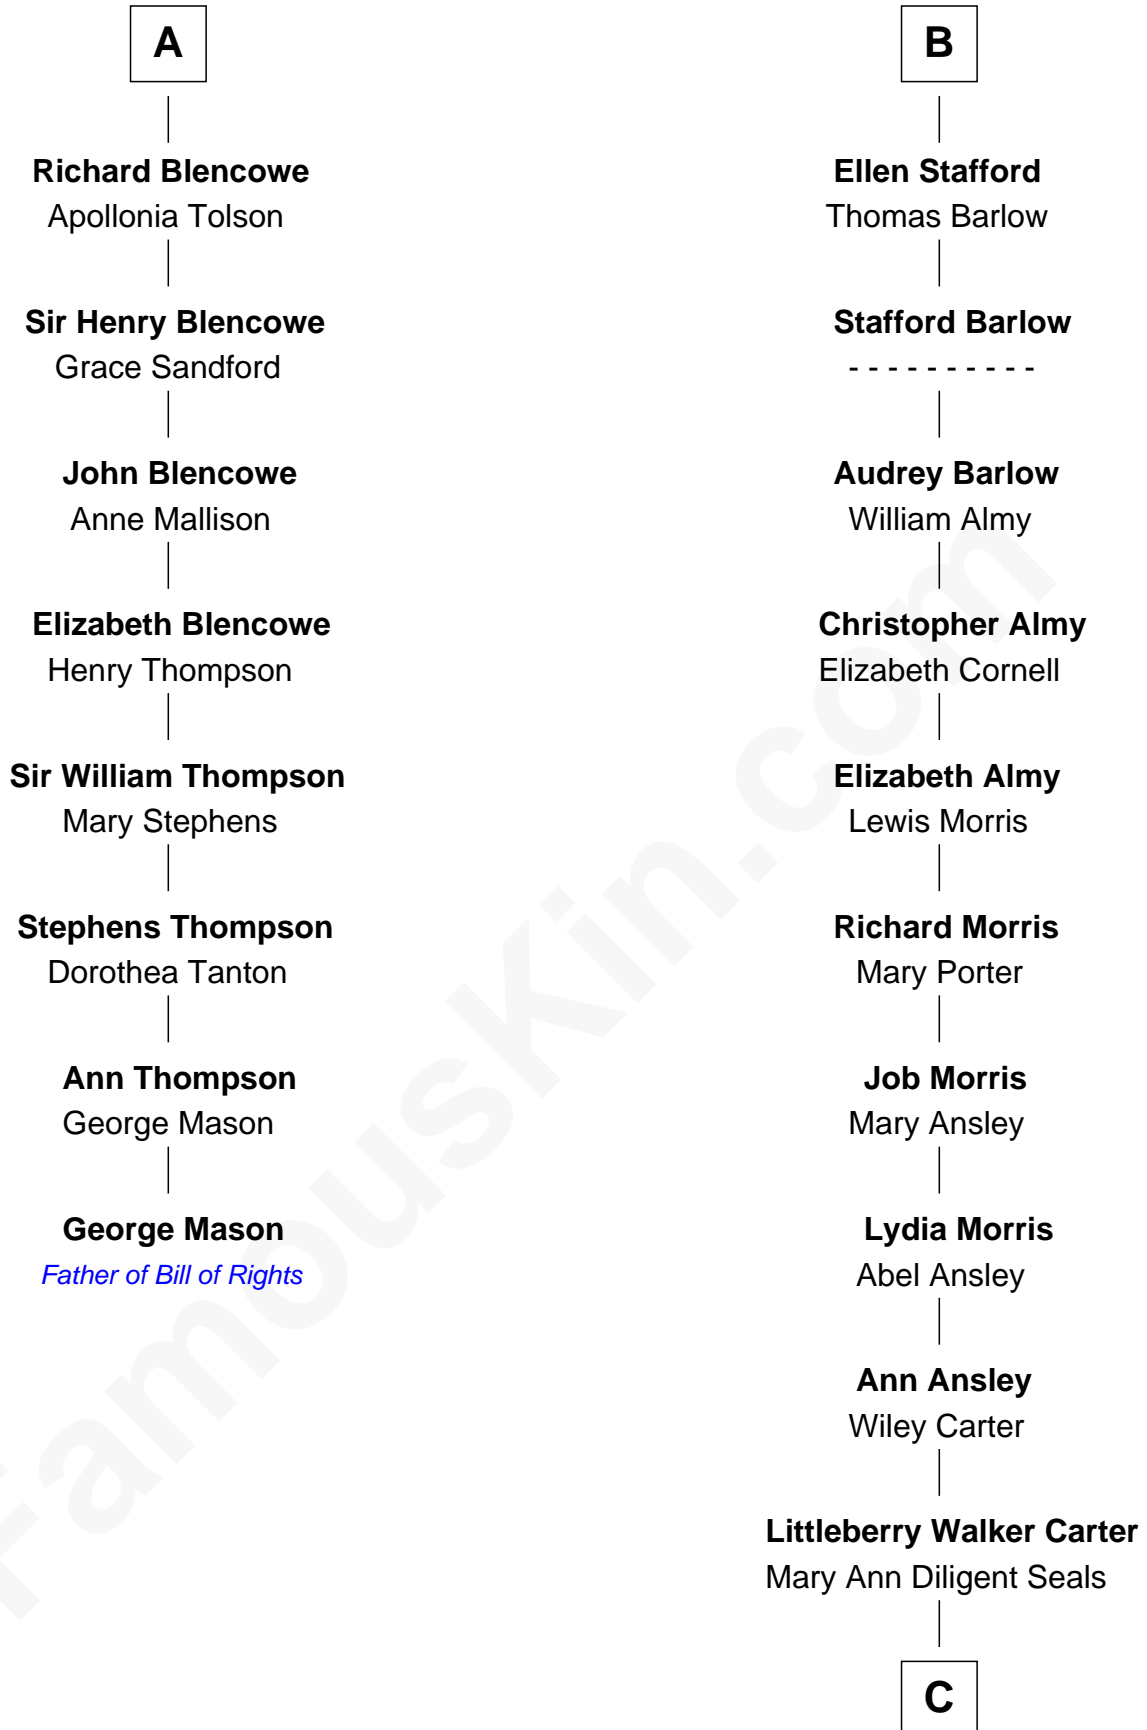 A
Richard Blencowe
Apollonia Tolson
Sir Henry Blencowe
Grace Sandford
John Blencowe
Anne Mallison
Elizabeth Blencowe
Henry Thompson
Sir William Thompson
Mary Stephens
Stephens Thompson
Dorothea Tanton
Ann Thompson
George Mason
George Mason
Father of Bill of Rights
B
Ellen Stafford
Thomas Barlow
Stafford Barlow
- - - - - - - - - -
Audrey Barlow
William Almy
Christopher Almy
Elizabeth Cornell
Elizabeth Almy
Lewis Morris
Richard Morris
Mary Porter
Job Morris
Mary Ansley
Lydia Morris
Abel Ansley
Ann Ansley
Wiley Carter
Littleberry Walker Carter
Mary Ann Diligent Seals
C
FamousKin.com